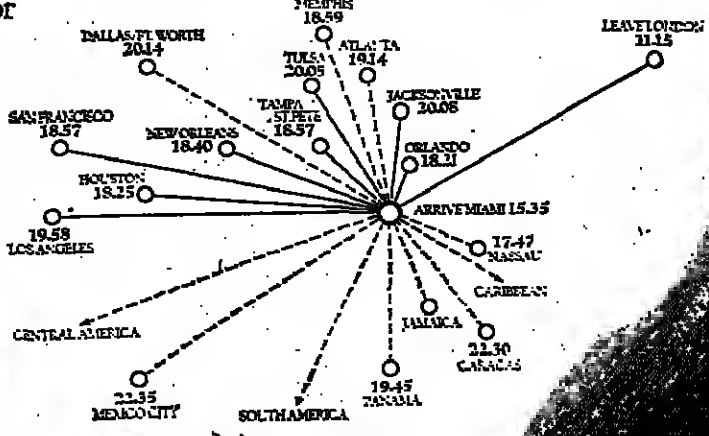 or
MEMPHIS
18.59
DALLAS/FT. WORTH
20.14
LEAVE LONDON
11.15
TULSA
20.05
ATLANTA
19.14
JACKSONVILLE
20.08
TAMPA
ST. PETE
18.57
SAN FRANCISCO
18.57
NEW ORLEANS
18.40
ORLANDO
18.21
HOUSTON
18.25
ARRIVE MIAMI 15.35
19.58
LOS ANGELES
17.47
NASSAU
CARIBBEAN
CENTRAL AMERICA
JAMAICA
22.30
CARACAS
22.35
MEXICO CITY
SOUTH AMERICA
19.45
PANAMA